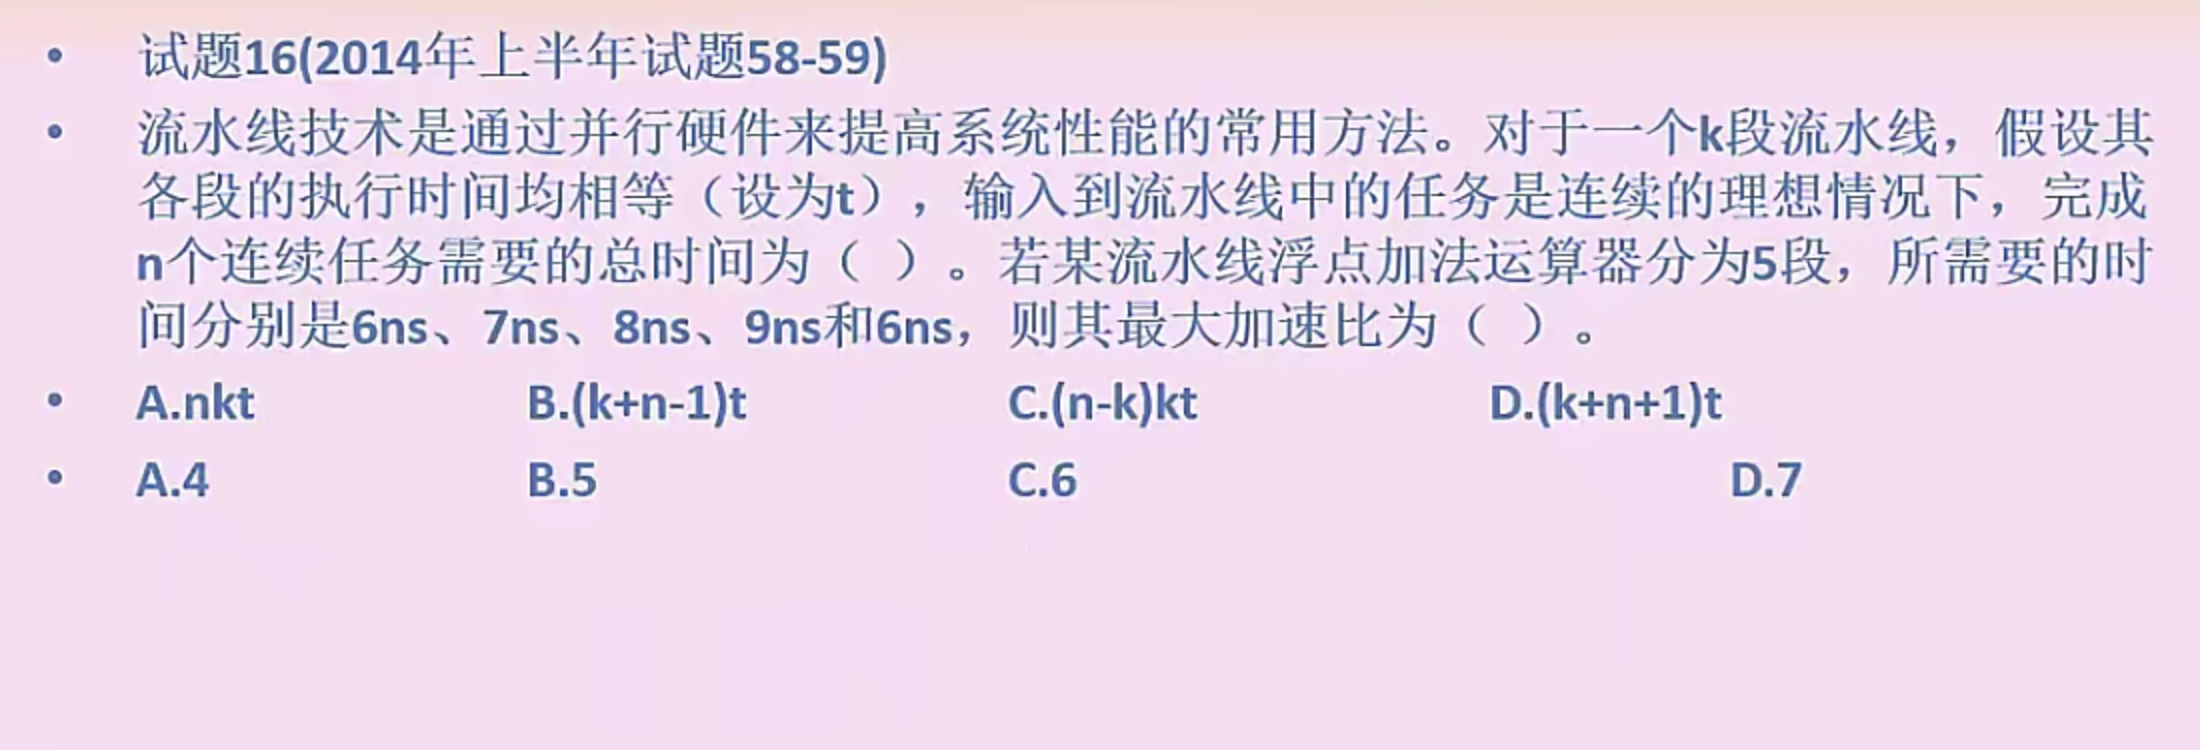 • 试题16(2014年上半年试题58-59)
• 流水线技术是通过并行硬件来提高系统性能的常用方法。对于一个k段流水线，假设其
各段的执行时间均相等（设为t），输入到流水线中的任务是连续的理想情况下，完成
n个连续任务需要的总时间为（ ）。若某流水线浮点加法运算器分为5段，所需要的时
间分别是6ns、7ns、8ns、9ns和6ns，则其最大加速比为（ ）。
• A.nkt B.(k+n-1)t C.(n-k)kt D.(k+n+1)t
• A.4 B.5 C.6 D.7